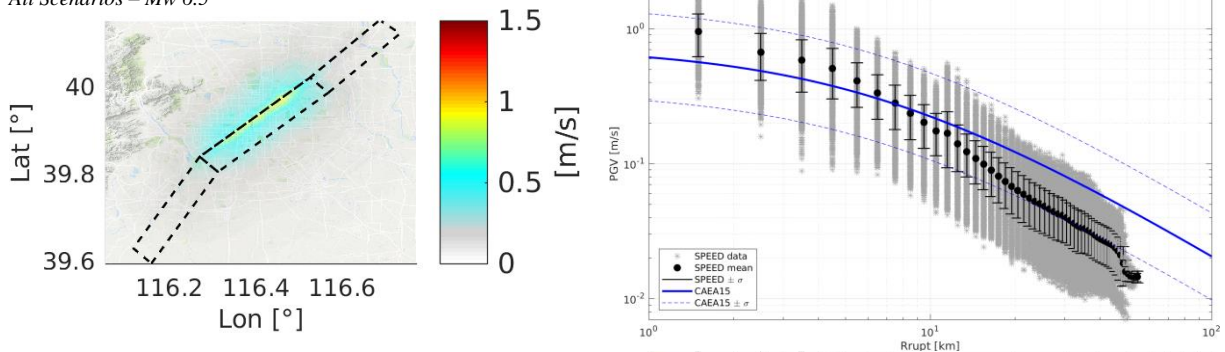 All Scenarios – Mw 6.5
40
39.8
39.6
Lat [°]
116.2 116.4 116.6
Lon [°]
1.5
1
0.5
0
[m/s]
10⁰
10⁻¹
10⁻²
PGV [m/s]
SPEED data
SPEED mean
SPEED ± σ
CAEA15
CAEA15 ± σ
10⁰ 10¹ 10²
Rrupt [km]